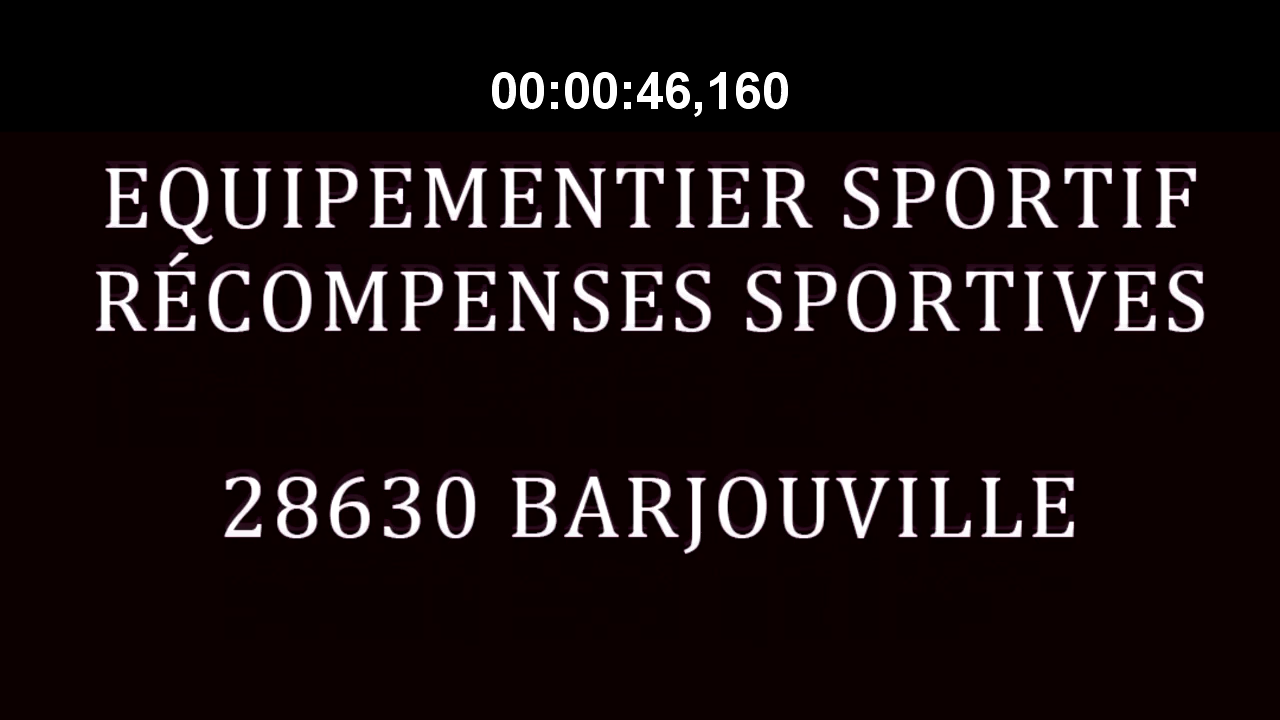 00:00:46,160
EQUIPEMENTIER SPORTIF
RÉCOMPENSES SPORTIVES
28630 BARJOUVILLE